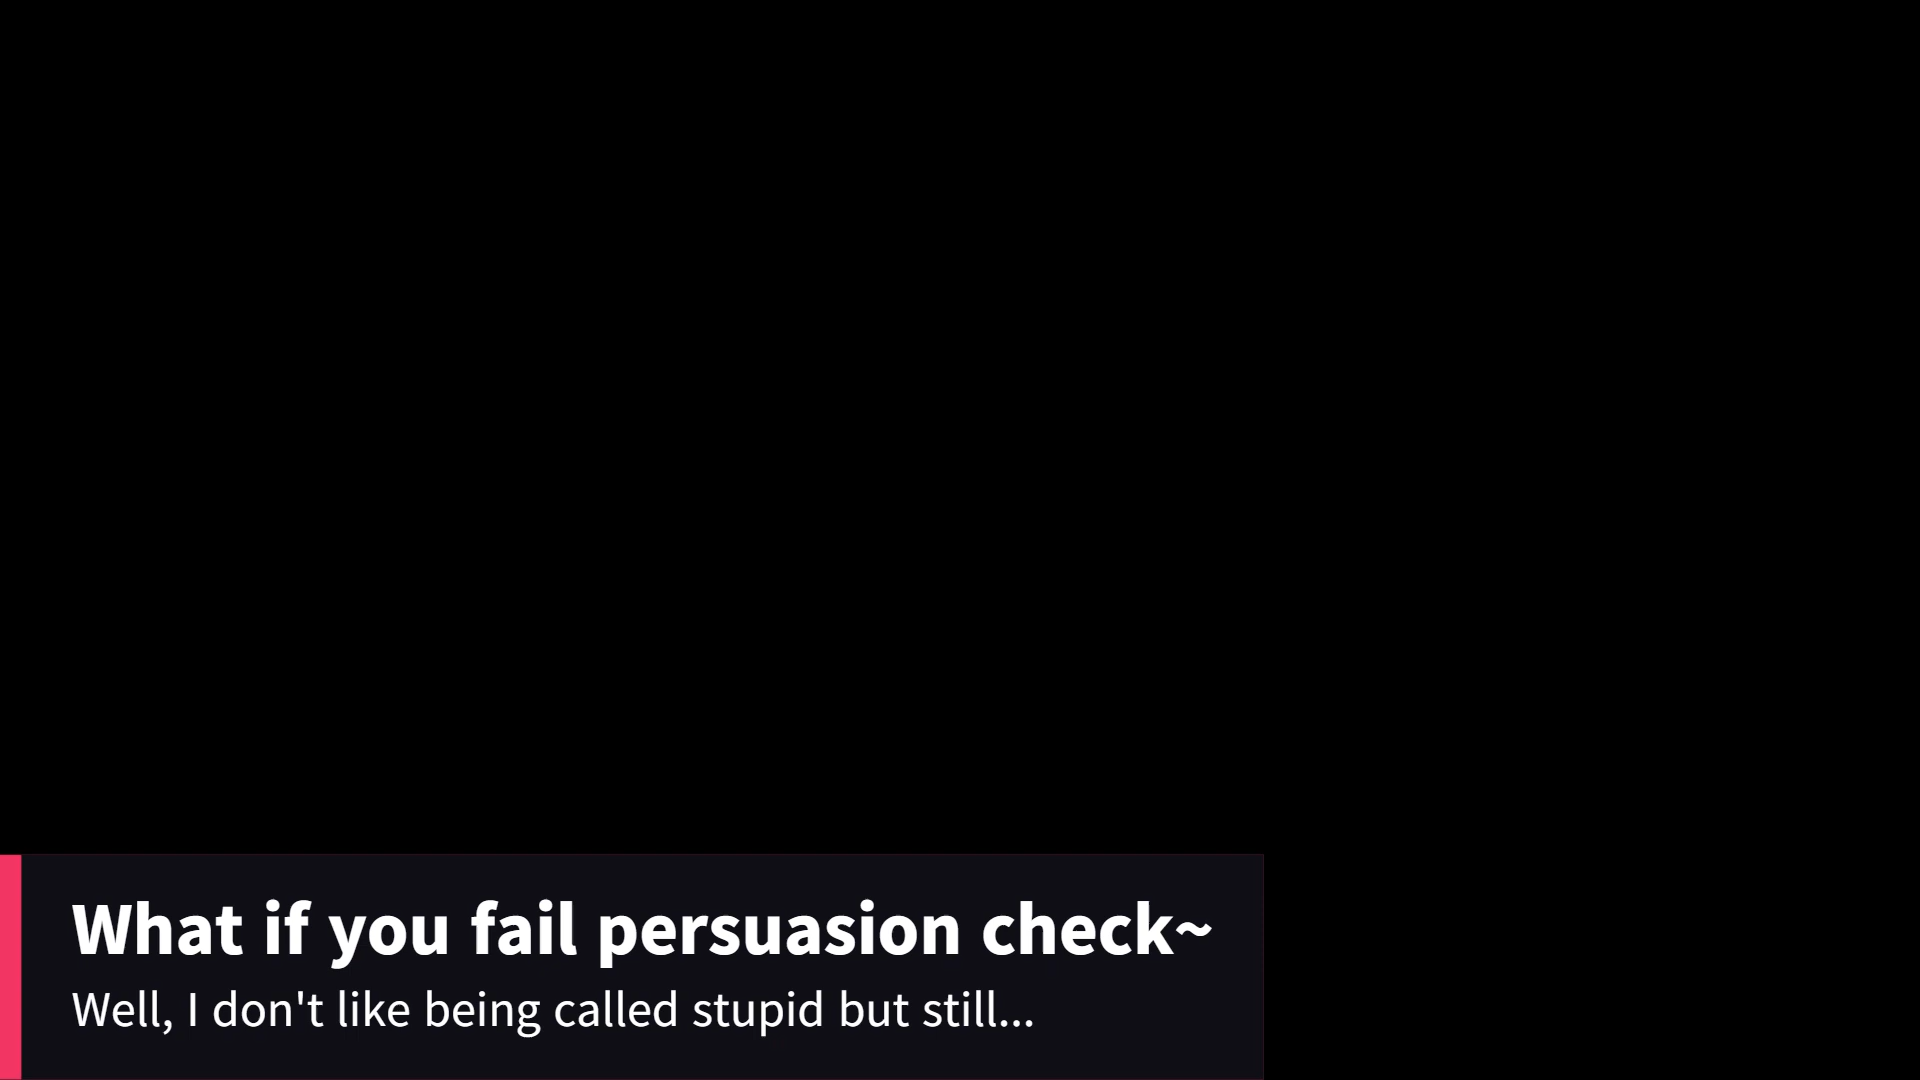 What if you fail persuasion check~
Well, I don't like being called stupid but still...